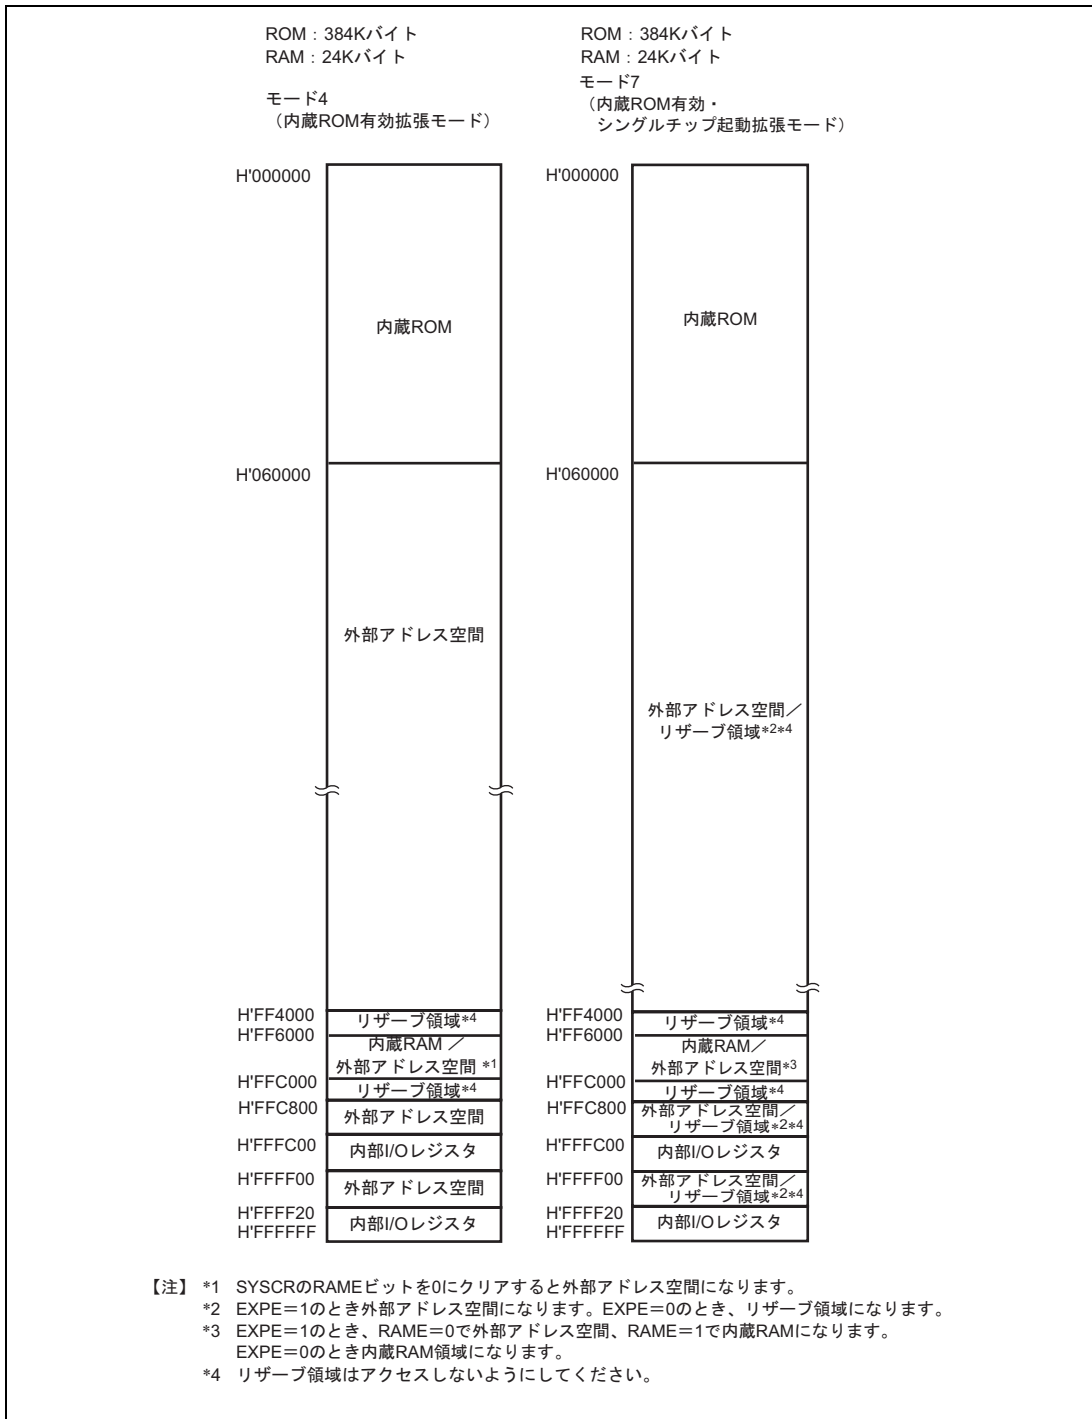 ROM：384Kバイト
RAM：24Kバイト
モード4
（内蔵ROM有効拡張モード）
H'000000
内蔵ROM
H'060000
外部アドレス空間
H'FF4000
リザーブ領域*4
H'FF6000
内蔵RAM ／
外部アドレス空間 *1
H'FFC000
リザーブ領域*4
H'FFC800
外部アドレス空間
H'FFFC00
内部I/Oレジスタ
H'FFFF00
外部アドレス空間
H'FFFF20
内部I/Oレジスタ
H'FFFFFF
ROM：384Kバイト
RAM：24Kバイト
モード7
（内蔵ROM有効・
シングルチップ起動拡張モード）
H'000000
内蔵ROM
H'060000
外部アドレス空間／
リザーブ領域*2*4
H'FF4000
リザーブ領域*4
H'FF6000
内蔵RAM／
外部アドレス空間*3
H'FFC000
リザーブ領域*4
H'FFC800
外部アドレス空間／
リザーブ領域*2*4
H'FFFC00
内部I/Oレジスタ
H'FFFF00
外部アドレス空間／
リザーブ領域*2*4
H'FFFF20
内部I/Oレジスタ
H'FFFFFF
【注】 *1 SYSCRのRAMEビットを0にクリアすると外部アドレス空間になります。
*2 EXPE＝1のとき外部アドレス空間になります。EXPE＝0のとき、リザーブ領域になります。
*3 EXPE＝1のとき、RAME＝0で外部アドレス空間、RAME＝1で内蔵RAMになります。
EXPE＝0のとき内蔵RAM領域になります。
*4 リザーブ領域はアクセスしないようにしてください。